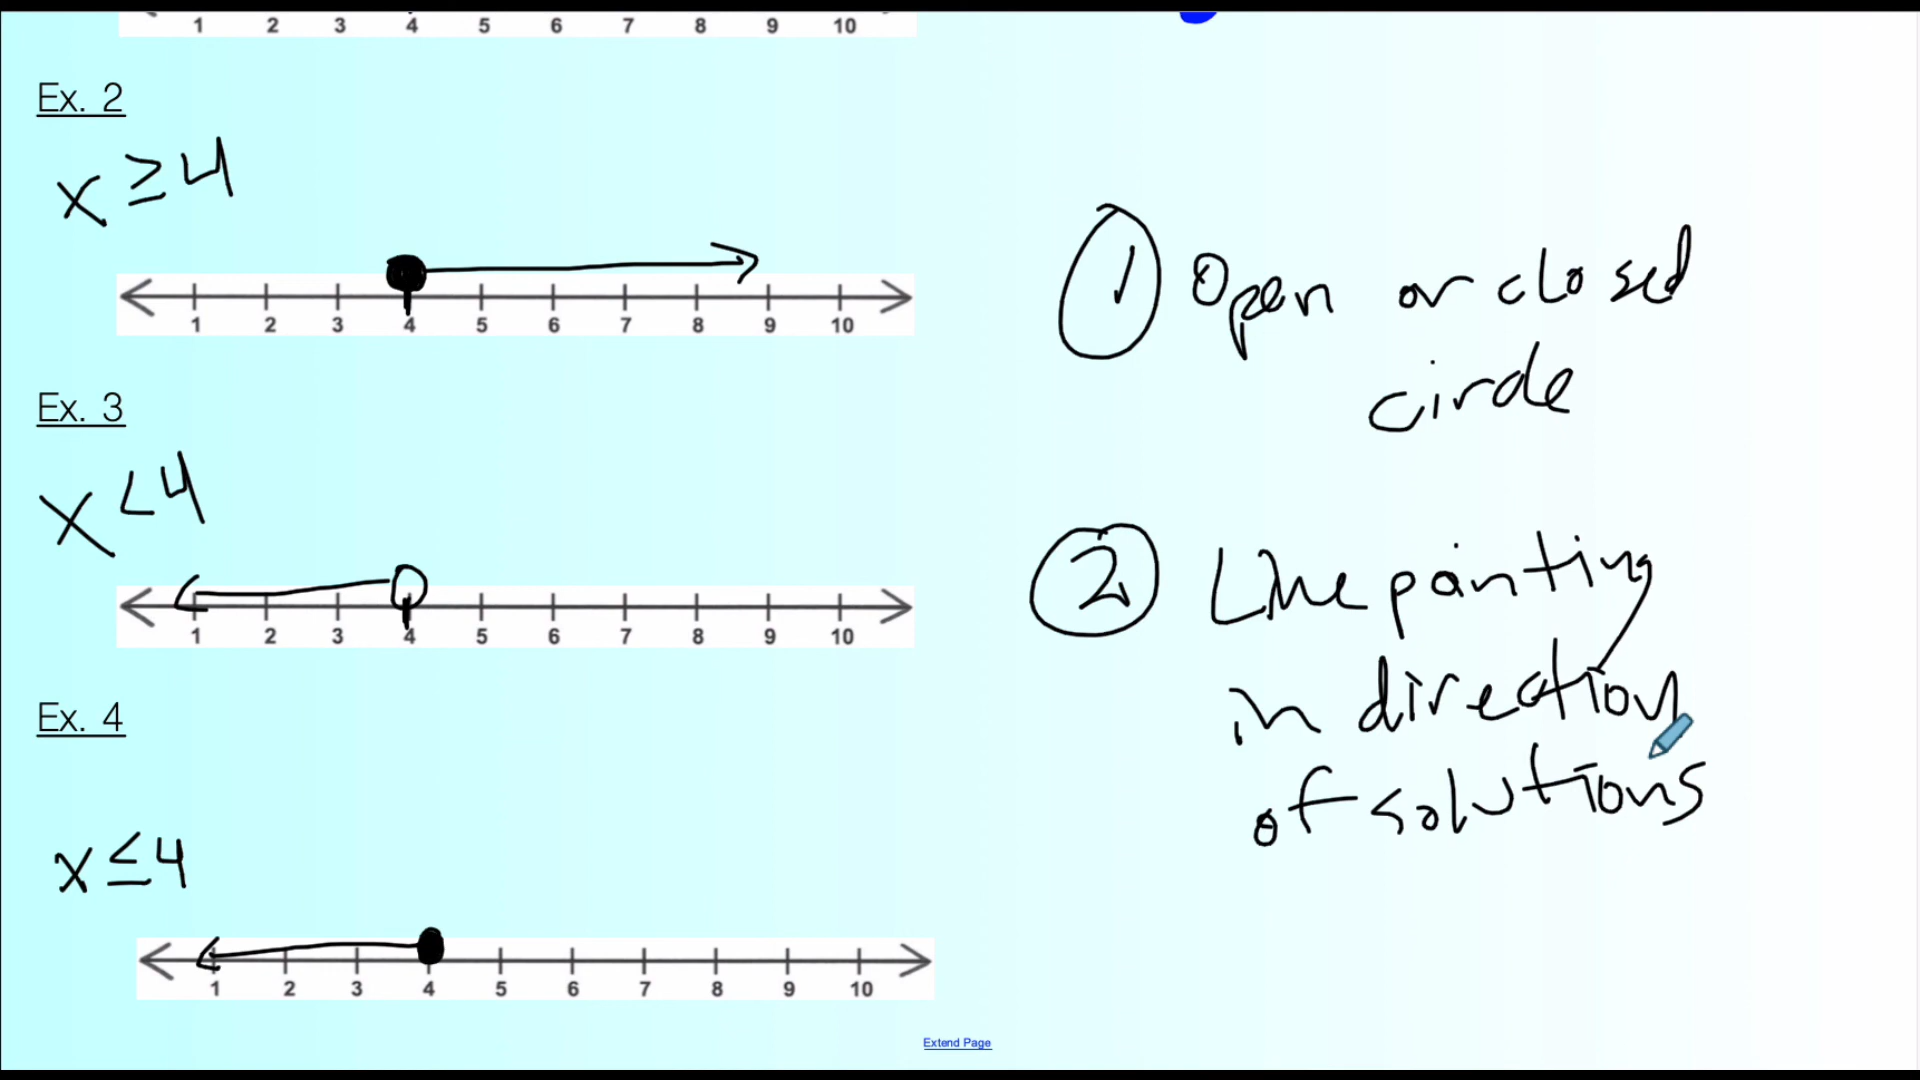 1 2 3 4 5 6 7 8 9 10
Ex. 2
x ≥ 4
1 2 3 4 5 6 7 8 9 10
Ex. 3
x < 4
1 2 3 4 5 6 7 8 9 10
Ex. 4
x ≤ 4
1 2 3 4 5 6 7 8 9 10
1 Open or closed
circle
2 Line pointing
in direction
of solutions
Extend Page